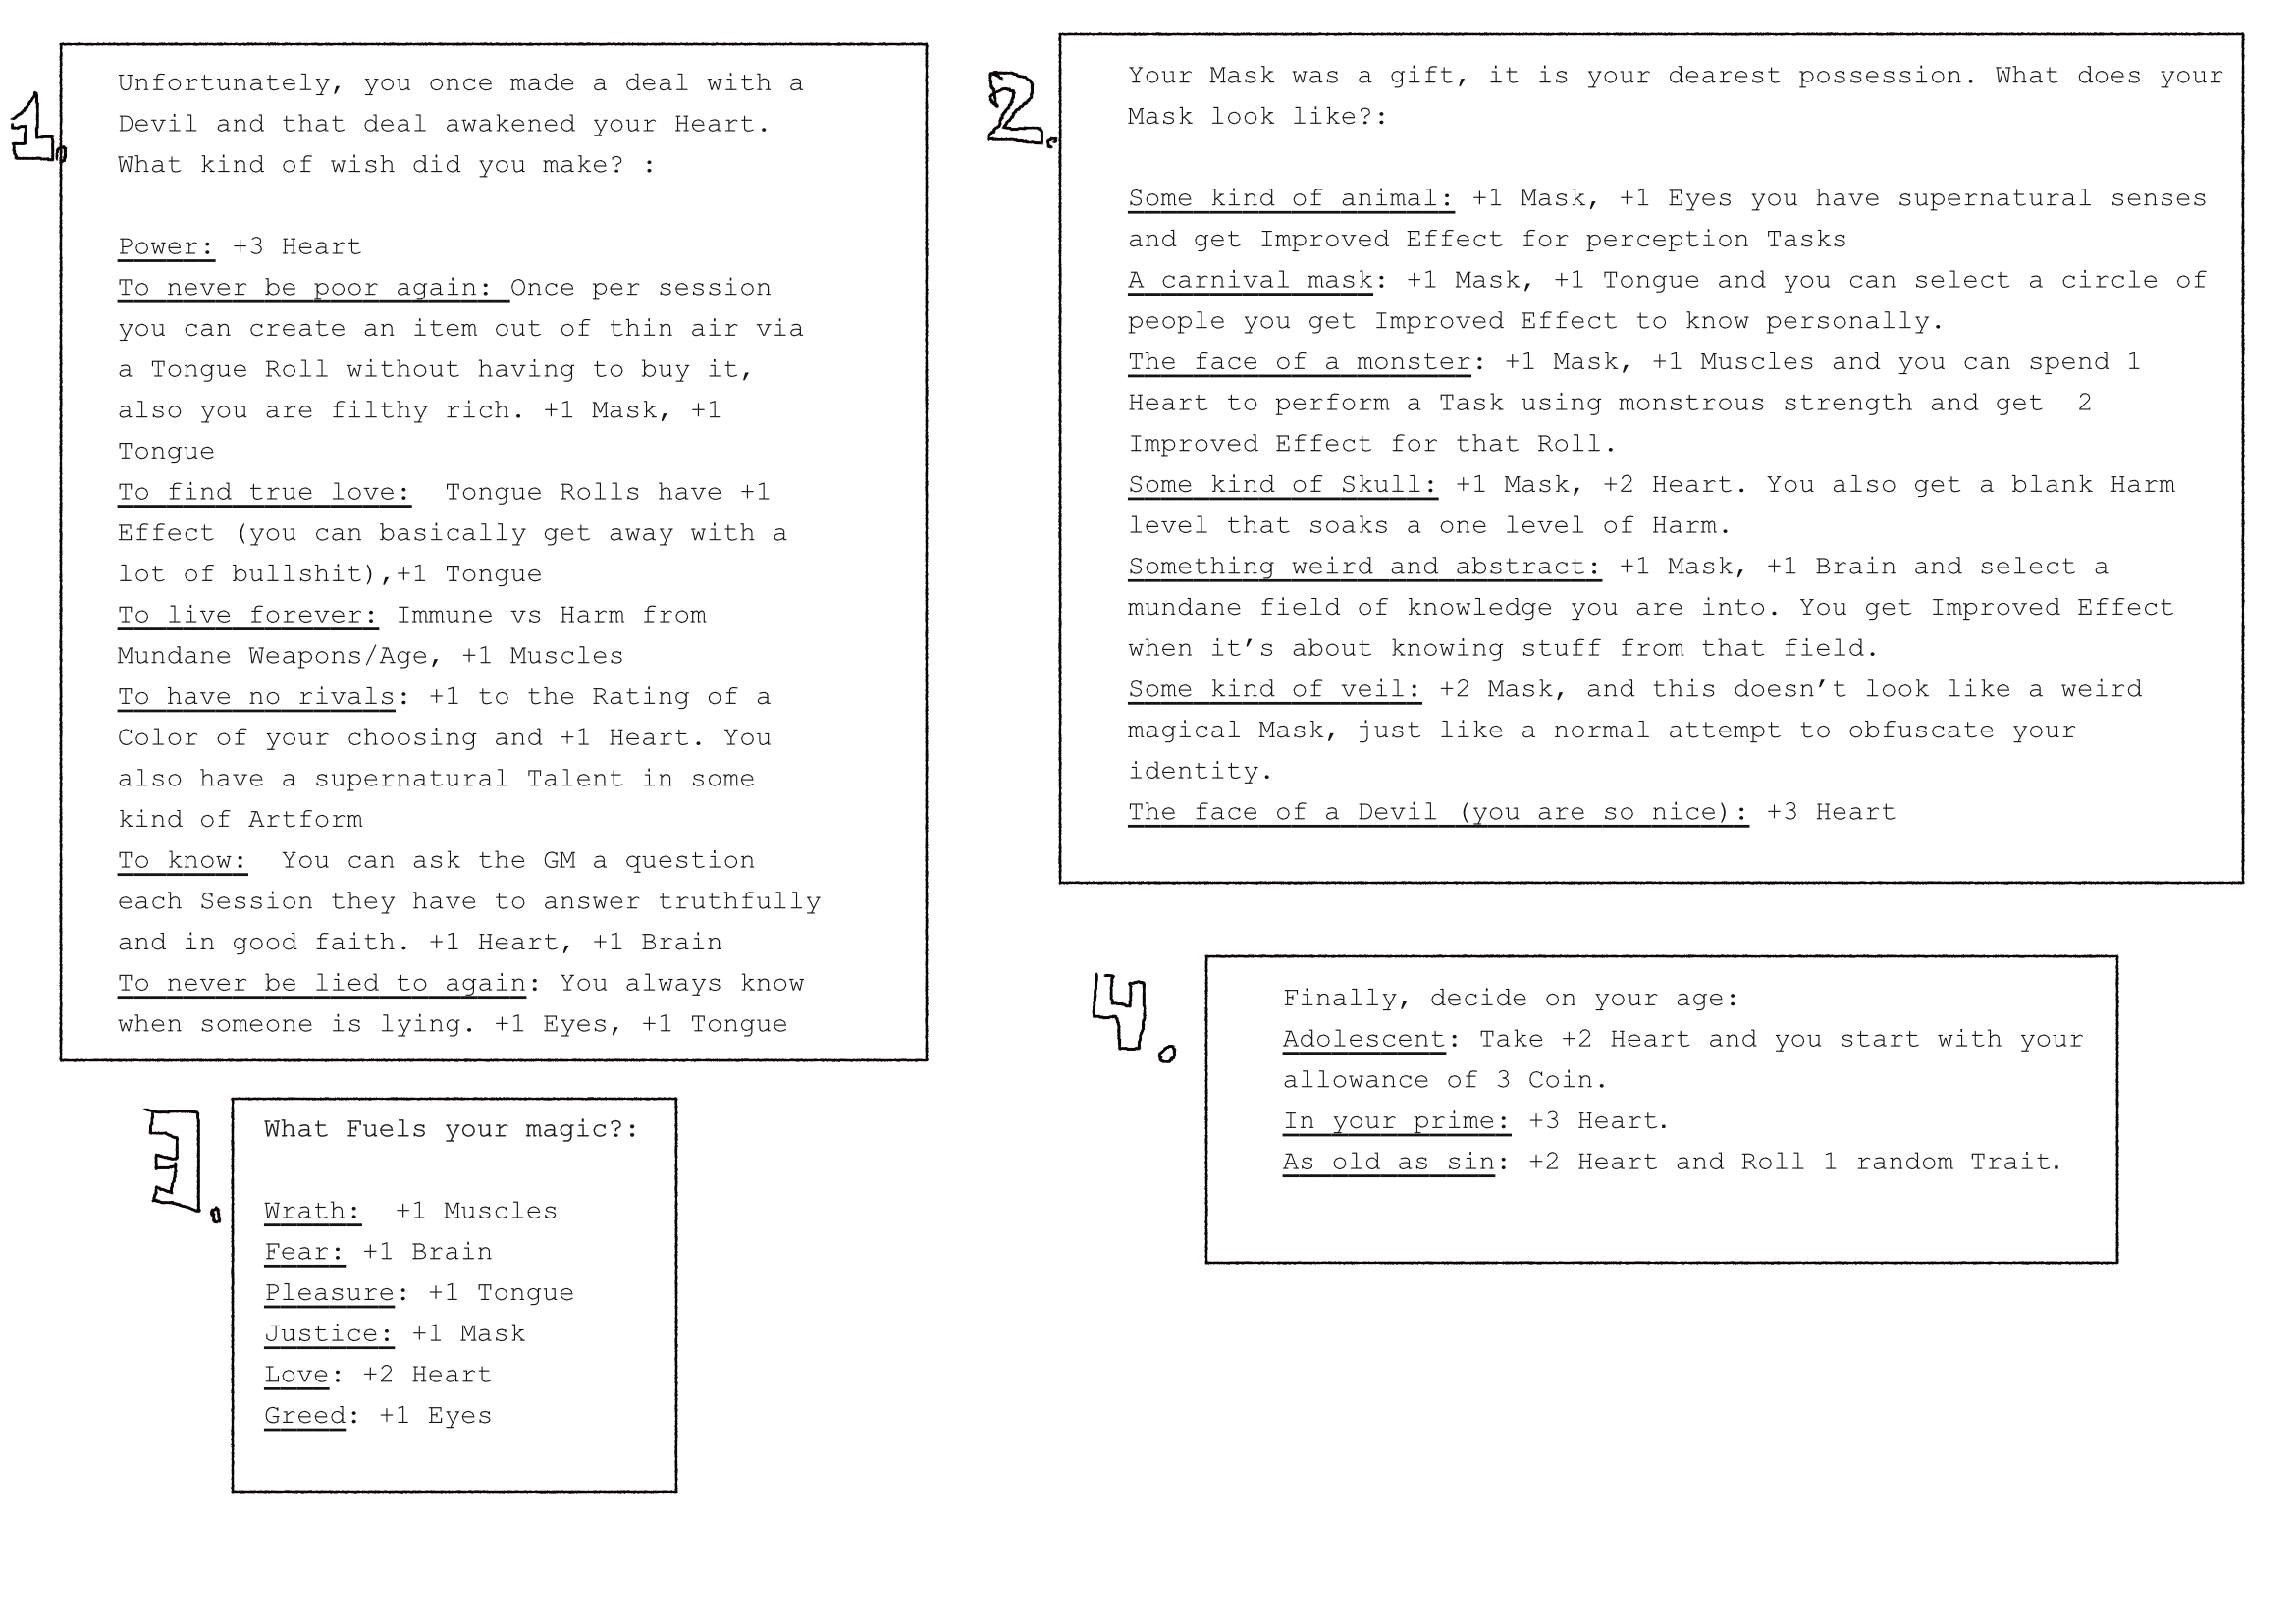 1.
Unfortunately, you once made a deal with a
Devil and that deal awakened your Heart.
What kind of wish did you make? :
Power: +3 Heart
To never be poor again: Once per session
you can create an item out of thin air via
a Tongue Roll without having to buy it,
also you are filthy rich. +1 Mask, +1
Tongue
To find true love:  Tongue Rolls have +1
Effect (you can basically get away with a
lot of bullshit),+1 Tongue
To live forever: Immune vs Harm from
Mundane Weapons/Age, +1 Muscles
To have no rivals: +1 to the Rating of a
Color of your choosing and +1 Heart. You
also have a supernatural Talent in some
kind of Artform
To know:  You can ask the GM a question
each Session they have to answer truthfully
and in good faith. +1 Heart, +1 Brain
To never be lied to again: You always know
when someone is lying. +1 Eyes, +1 Tongue
2.
Your Mask was a gift, it is your dearest possession. What does your
Mask look like?:
Some kind of animal: +1 Mask, +1 Eyes you have supernatural senses
and get Improved Effect for perception Tasks
A carnival mask: +1 Mask, +1 Tongue and you can select a circle of
people you get Improved Effect to know personally.
The face of a monster: +1 Mask, +1 Muscles and you can spend 1
Heart to perform a Task using monstrous strength and get  2
Improved Effect for that Roll.
Some kind of Skull: +1 Mask, +2 Heart. You also get a blank Harm
level that soaks a one level of Harm.
Something weird and abstract: +1 Mask, +1 Brain and select a
mundane field of knowledge you are into. You get Improved Effect
when it’s about knowing stuff from that field.
Some kind of veil: +2 Mask, and this doesn’t look like a weird
magical Mask, just like a normal attempt to obfuscate your
identity.
The face of a Devil (you are so nice): +3 Heart
3.
What Fuels your magic?:
Wrath:  +1 Muscles
Fear: +1 Brain
Pleasure: +1 Tongue
Justice: +1 Mask
Love: +2 Heart
Greed: +1 Eyes
4.
Finally, decide on your age:
Adolescent: Take +2 Heart and you start with your
allowance of 3 Coin.
In your prime: +3 Heart.
As old as sin: +2 Heart and Roll 1 random Trait.